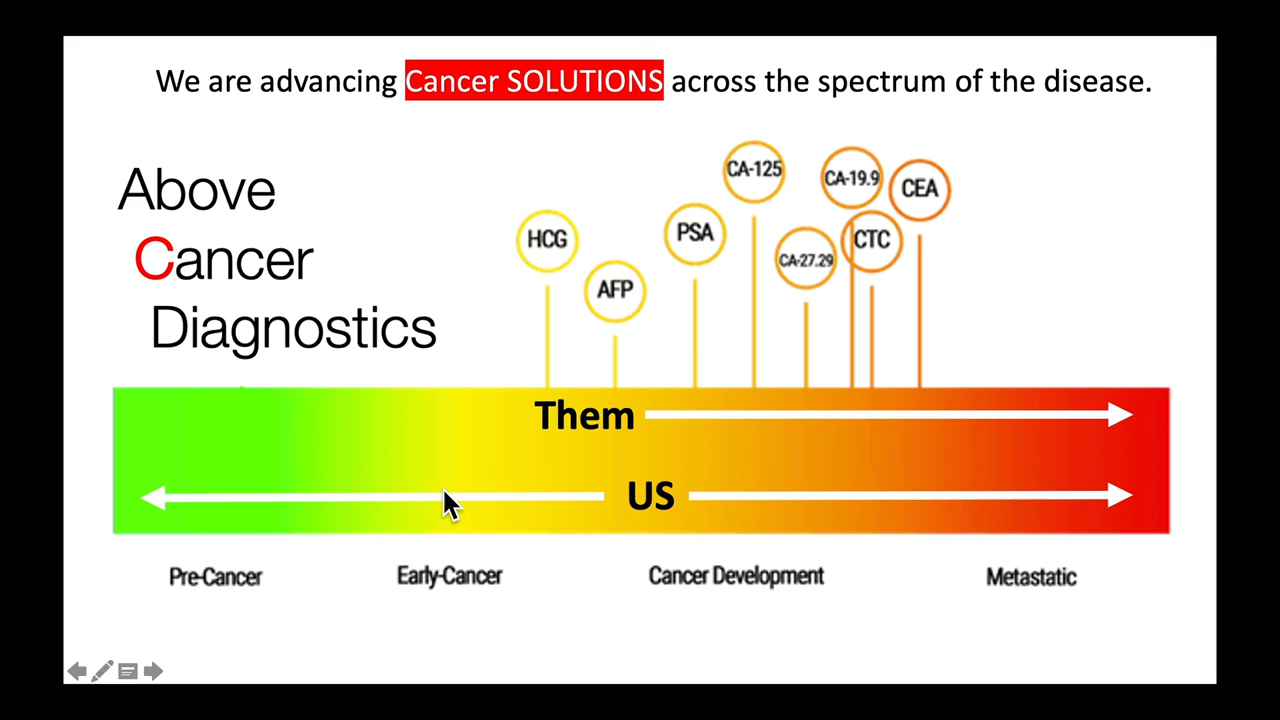 We are advancing Cancer SOLUTIONS across the spectrum of the disease.
Above
Cancer
Diagnostics
HCG
AFP
PSA
CA-125
CA-27.29
CA-19.9
CTC
CEA
Them
US
Pre-Cancer
Early-Cancer
Cancer Development
Metastatic